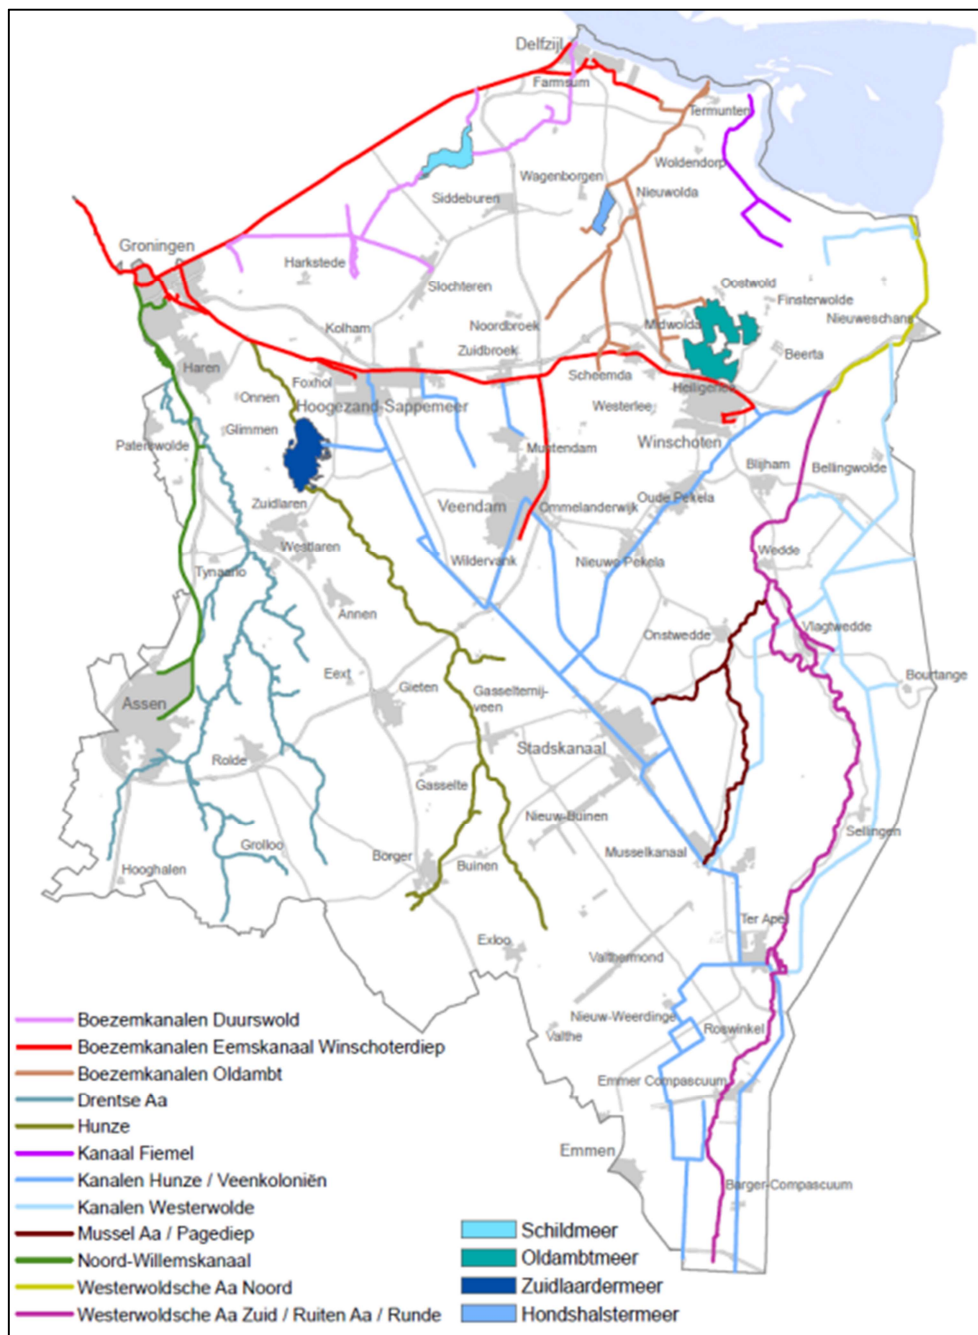 Delfzijl
Farmsum
Termunten
Woldendorp
Wagenborgen
Nieuwolda
Siddeburen
Groningen
Harkstede
Slochteren
Oostwold
Finsterwolde
Nieuweschans
Kolham
Noordbroek
Midwolda
Zuidbroek
Beerta
Haren
Foxhol
Scheemda
Heiligerlee
Onnen
Hoogezand-Sappemeer
Westerlee
Glimmen
Paterswolde
Winschoten
Muntendam
Blijham
Bellingwolde
Zuidlaren
Veendam
Ommelanderwijk
Oude Pekela
Westlaren
Wildervank
Nieuwe Pekela
Wedde
Tynaarlo
Annen
Onstwedde
Vlagtwedde
Eext
Gieten
Gasselternij-
veen
Bourtange
Assen
Stadskanaal
Rolde
Gasselte
Nieuw-Buinen
Sellingen
Grolloo
Borger
Buinen
Musselkanaal
Hooghalen
Ter Apel
Exloo
Valthermond
Nieuw-Weerdinge
Roswinkel
Valthe
Emmer Compascuum
Emmen
Barger-Compascuum
Boezemkanalen Duurswold
Boezemkanalen Eemskanaal Winschoterdiep
Boezemkanalen Oldambt
Drentse Aa
Hunze
Kanaal Fiemel
Kanalen Hunze / Veenkoloniën
Kanalen Westerwolde
Mussel Aa / Pagediep
Noord-Willemskanaal
Westerwoldsche Aa Noord
Westerwoldsche Aa Zuid / Ruiten Aa / Runde
Schildmeer
Oldambtmeer
Zuidlaardermeer
Hondshalstermeer